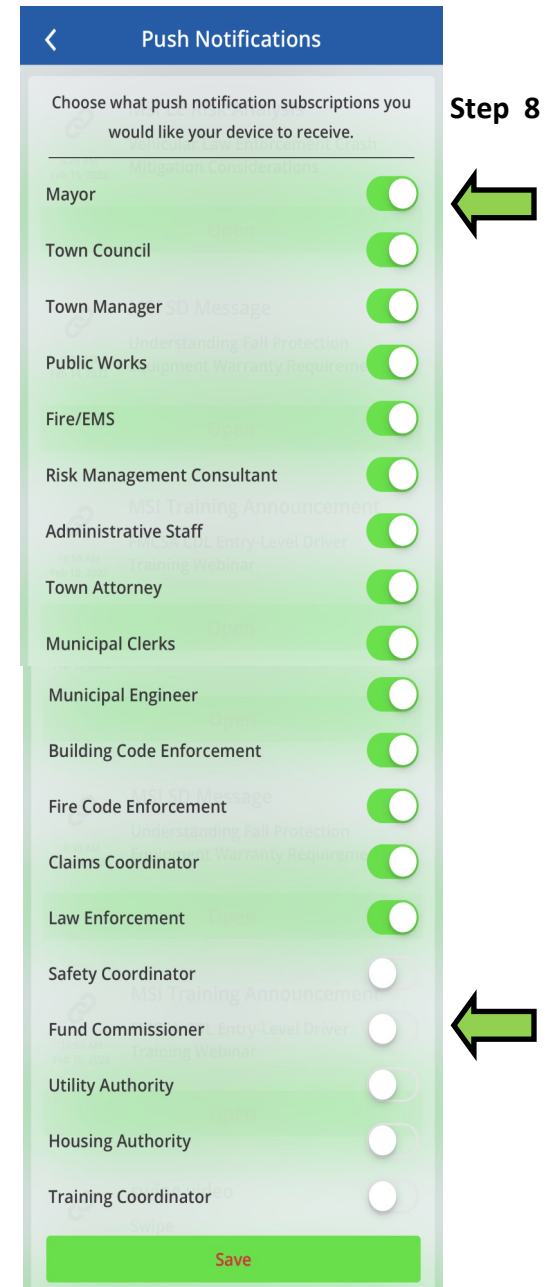 Push Notifications
Choose what push notification subscriptions you
would like your device to receive.
Step 8
Mayor
Town Council
Town Manager
Public Works
Fire/EMS
Risk Management Consultant
Administrative Staff
Town Attorney
Municipal Clerks
Municipal Engineer
Building Code Enforcement
Fire Code Enforcement
Claims Coordinator
Law Enforcement
Safety Coordinator
Fund Commissioner
Utility Authority
Housing Authority
Training Coordinator
Save